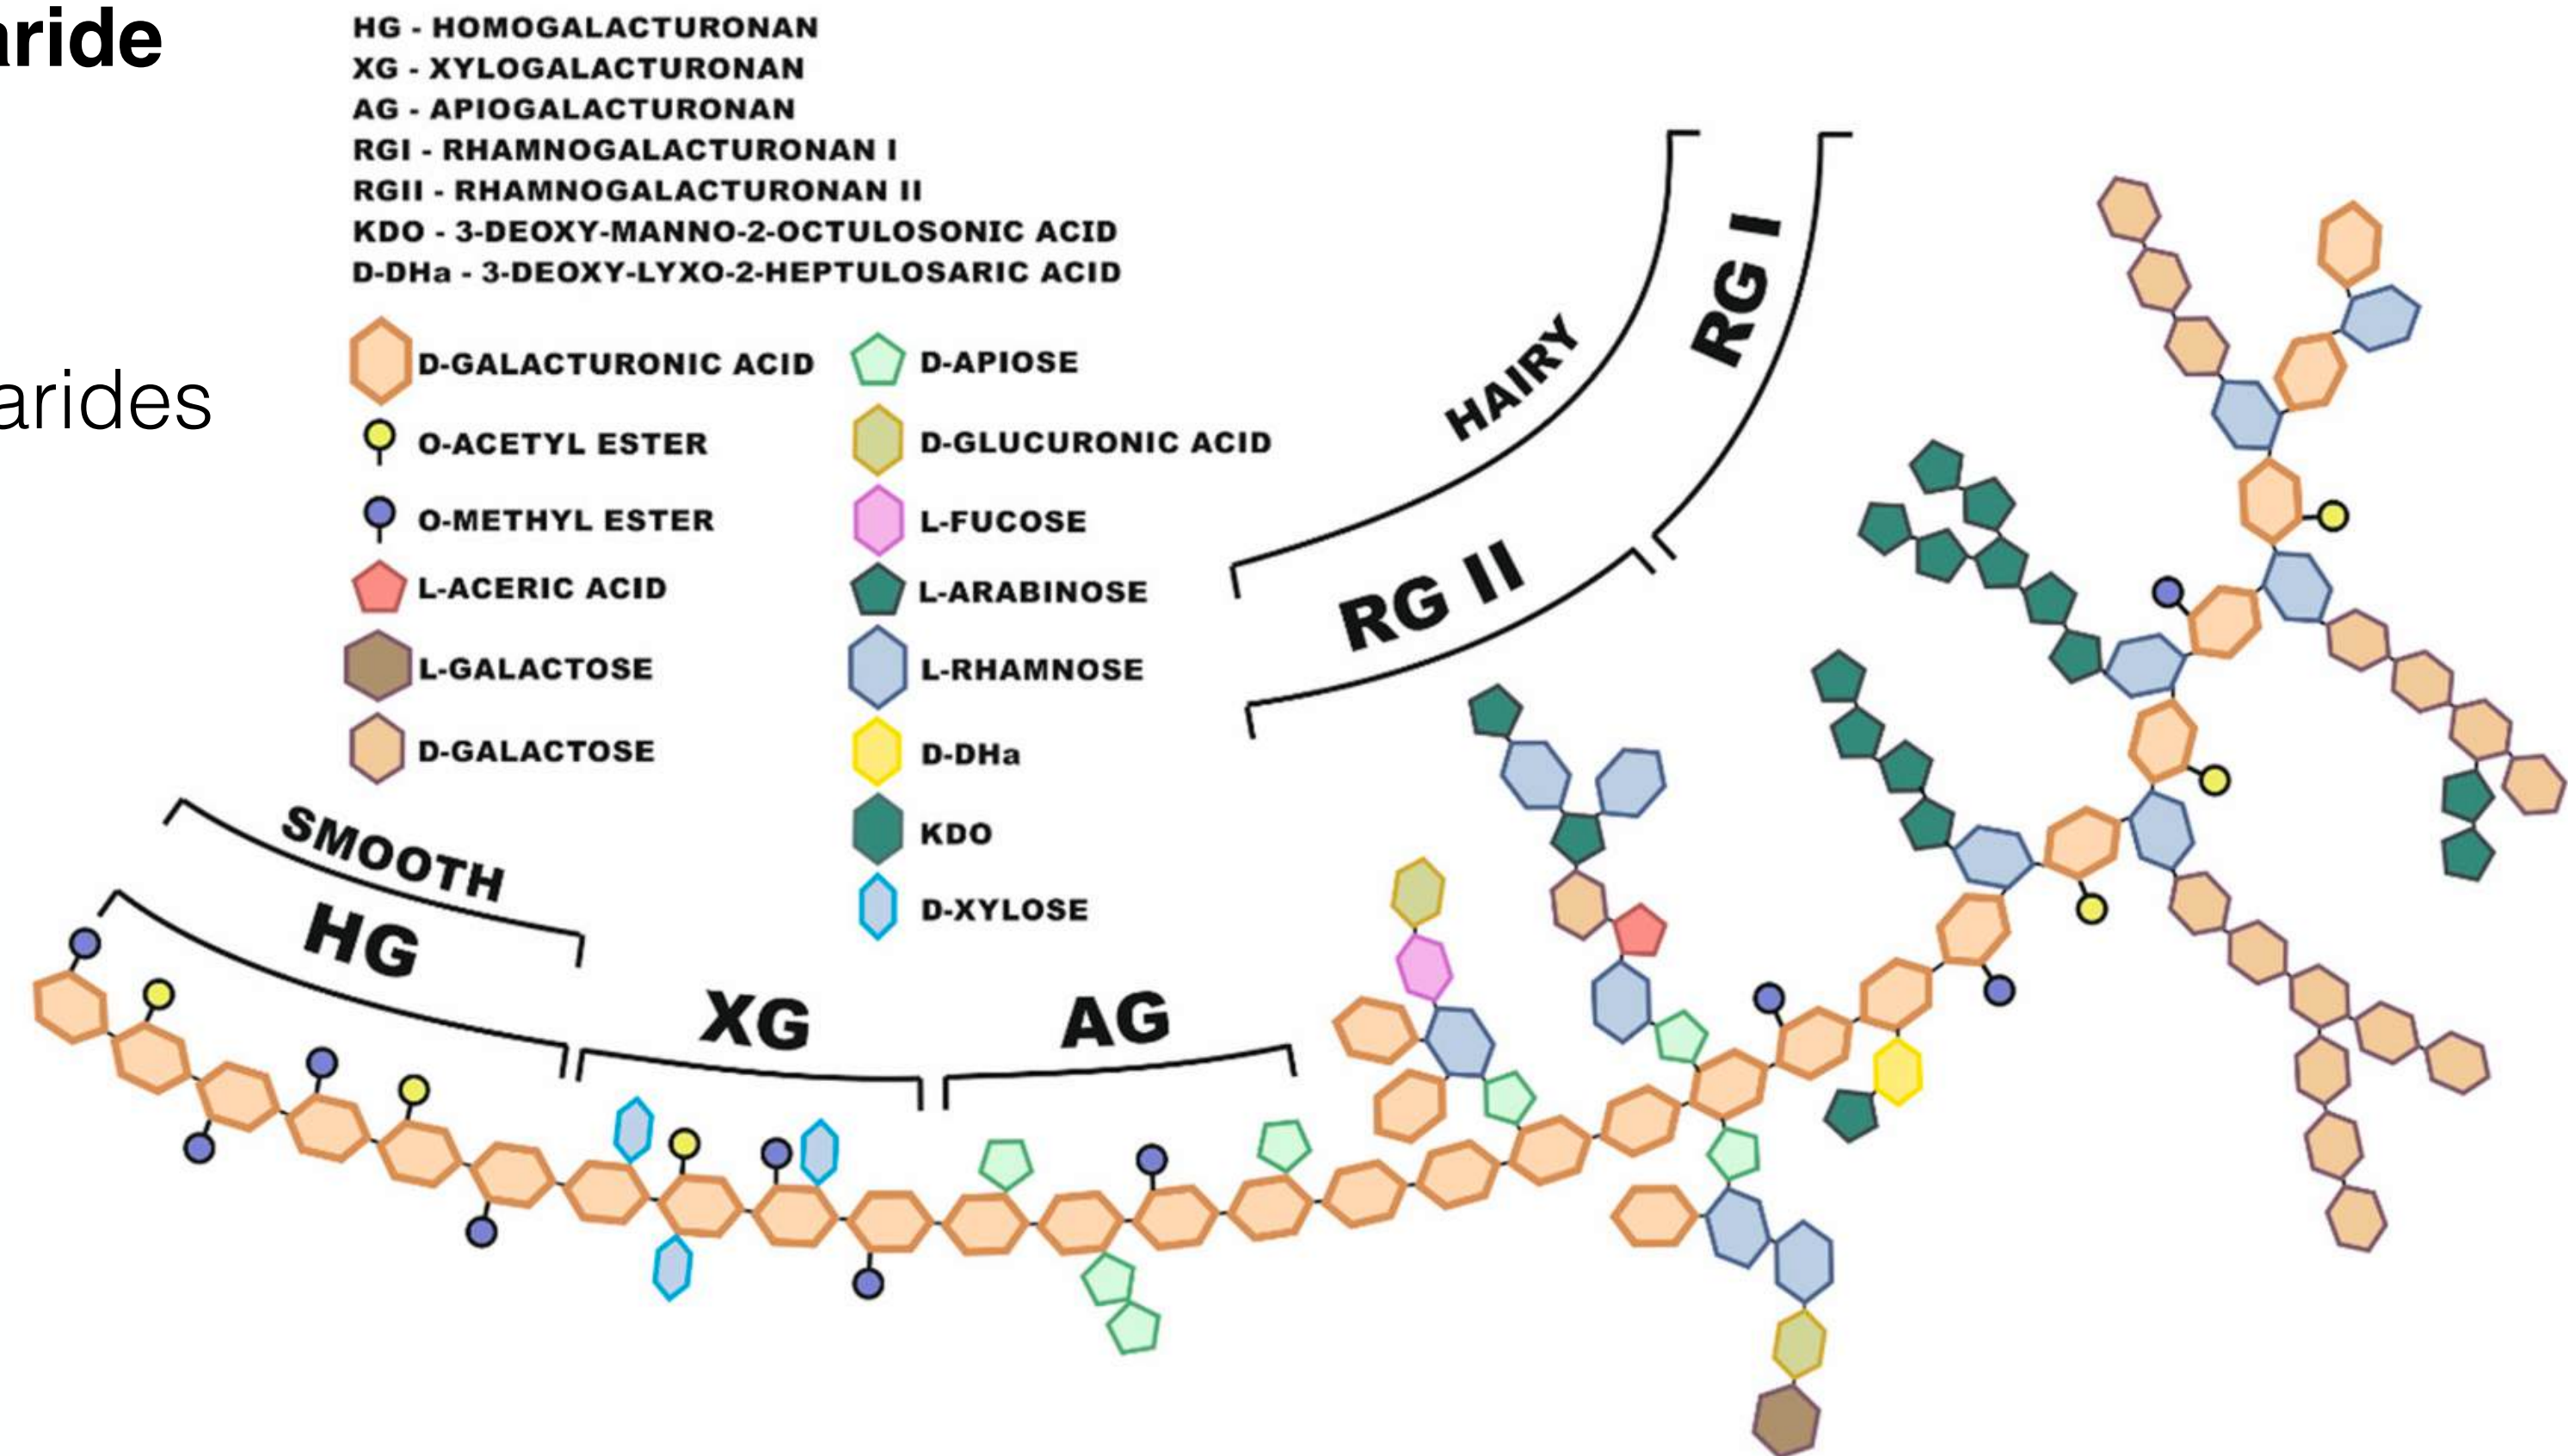 aride
arides
HG - HOMOGALACTURONAN
XG - XYLOGALACTURONAN
AG - APIOGALACTURONAN
RGI - RHAMNOGALACTURONAN I
RGII - RHAMNOGALACTURONAN II
KDO - 3-DEOXY-MANNO-2-OCTULOSONIC ACID
D-DHa - 3-DEOXY-LYXO-2-HEPTULOSARIC ACID
D-GALACTURONIC ACID
O-ACETYL ESTER
O-METHYL ESTER
L-ACERIC ACID
L-GALACTOSE
D-GALACTOSE
D-APIOSE
D-GLUCURONIC ACID
L-FUCOSE
L-ARABINOSE
L-RHAMNOSE
D-DHa
KDO
D-XYLOSE
SMOOTH
HG
XG
AG
HAIRY
RG II
RG I